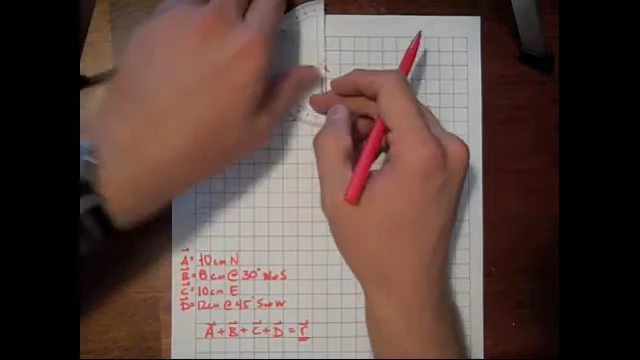 A⃗ = 10cm N
B⃗ = 8cm @ 30° W of S
C⃗ = 10cm E
D⃗ = 12cm @ 45° S of W
A⃗ + B⃗ + C⃗ + D⃗ = r⃗